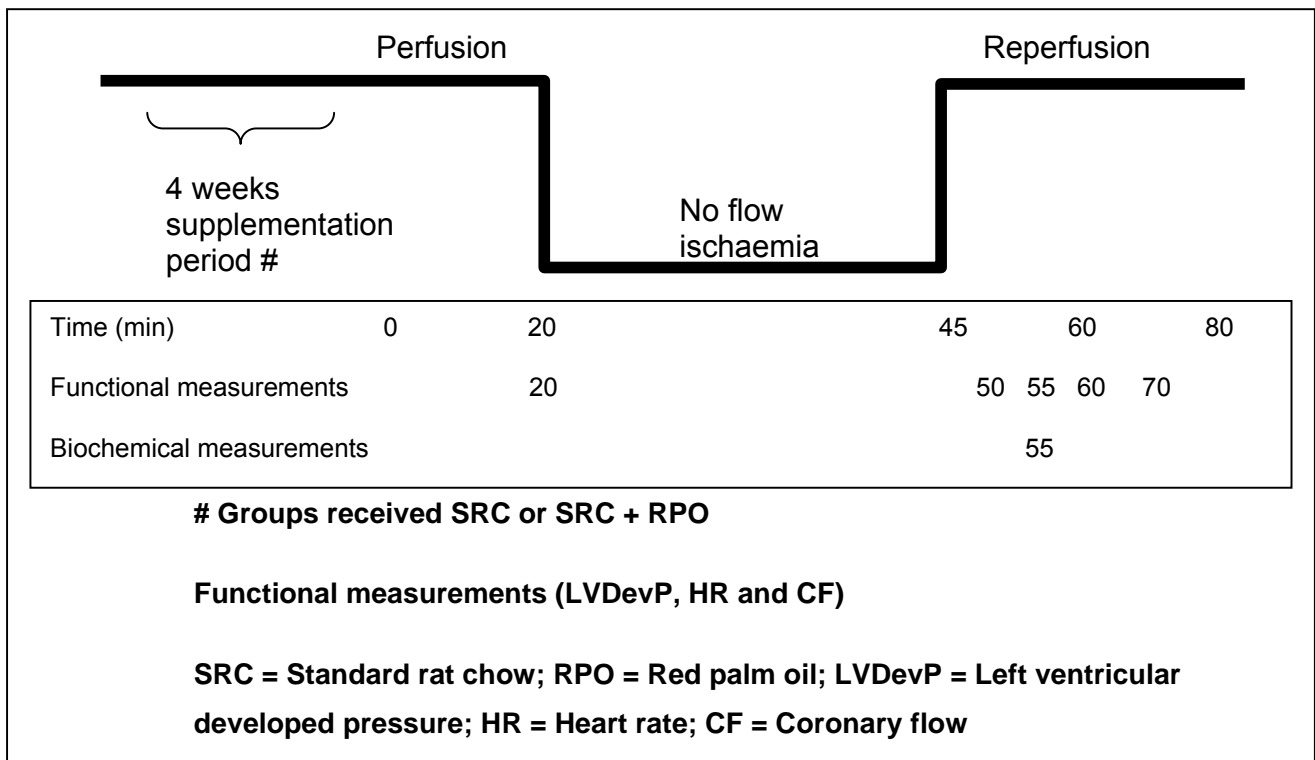 Perfusion Reperfusion
4 weeks
supplementation
period #
No flow
ischaemia
Time (min) 0 20 45 60 80
Functional measurements 20 50 55 60 70
Biochemical measurements 55
# Groups received SRC or SRC + RPO
Functional measurements (LVDevP, HR and CF)
SRC = Standard rat chow; RPO = Red palm oil; LVDevP = Left ventricular
developed pressure; HR = Heart rate; CF = Coronary flow